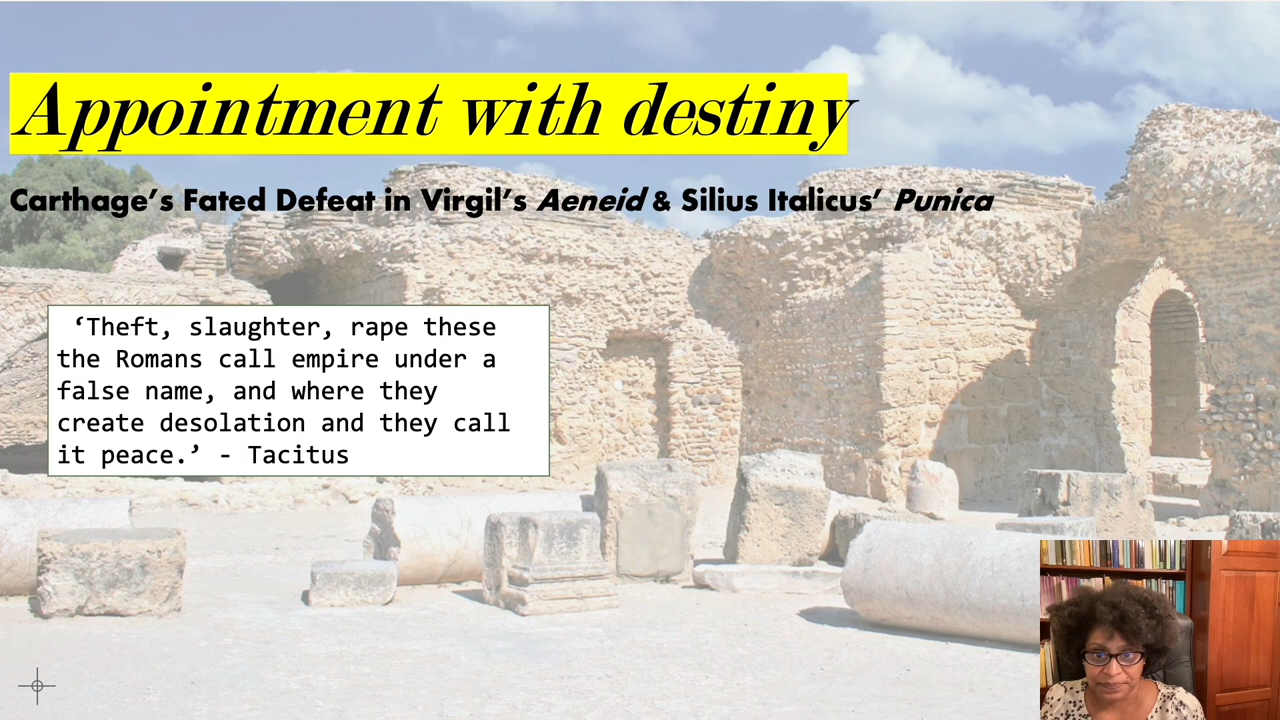 Appointment with destiny
Carthage’s Fated Defeat in Virgil’s Aeneid & Silius Italicus’ Punica
‘Theft, slaughter, rape these
the Romans call empire under a
false name, and where they
create desolation and they call
it peace.’ - Tacitus